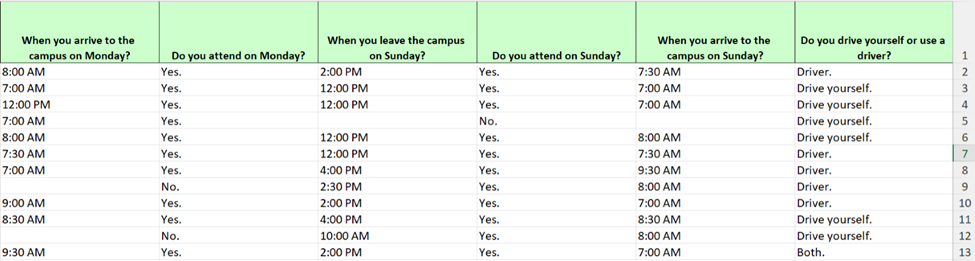 When you arrive to the campus on Monday? Do you attend on Monday? When you leave the campus on Sunday? Do you attend on Sunday? When you arrive to the campus on Sunday? Do you drive yourself or use a driver? 1
8:00 AM Yes. 2:00 PM Yes. 7:30 AM Driver. 2
7:00 AM Yes. 12:00 PM Yes. 7:00 AM Drive yourself. 3
12:00 PM Yes. 12:00 PM Yes. 7:00 AM Drive yourself. 4
7:00 AM Yes. No. Drive yourself. 5
8:00 AM Yes. 12:00 PM Yes. 8:00 AM Drive yourself. 6
7:30 AM Yes. 12:00 PM Yes. 7:30 AM Driver. 7
7:00 AM Yes. 4:00 PM Yes. 9:30 AM Driver. 8
No. 2:30 PM Yes. 8:00 AM Driver. 9
9:00 AM Yes. 2:00 PM Yes. 7:00 AM Driver. 10
8:30 AM Yes. 4:00 PM Yes. 8:30 AM Drive yourself. 11
No. 10:00 AM Yes. 8:00 AM Drive yourself. 12
9:30 AM Yes. 2:00 PM Yes. 7:00 AM Both. 13